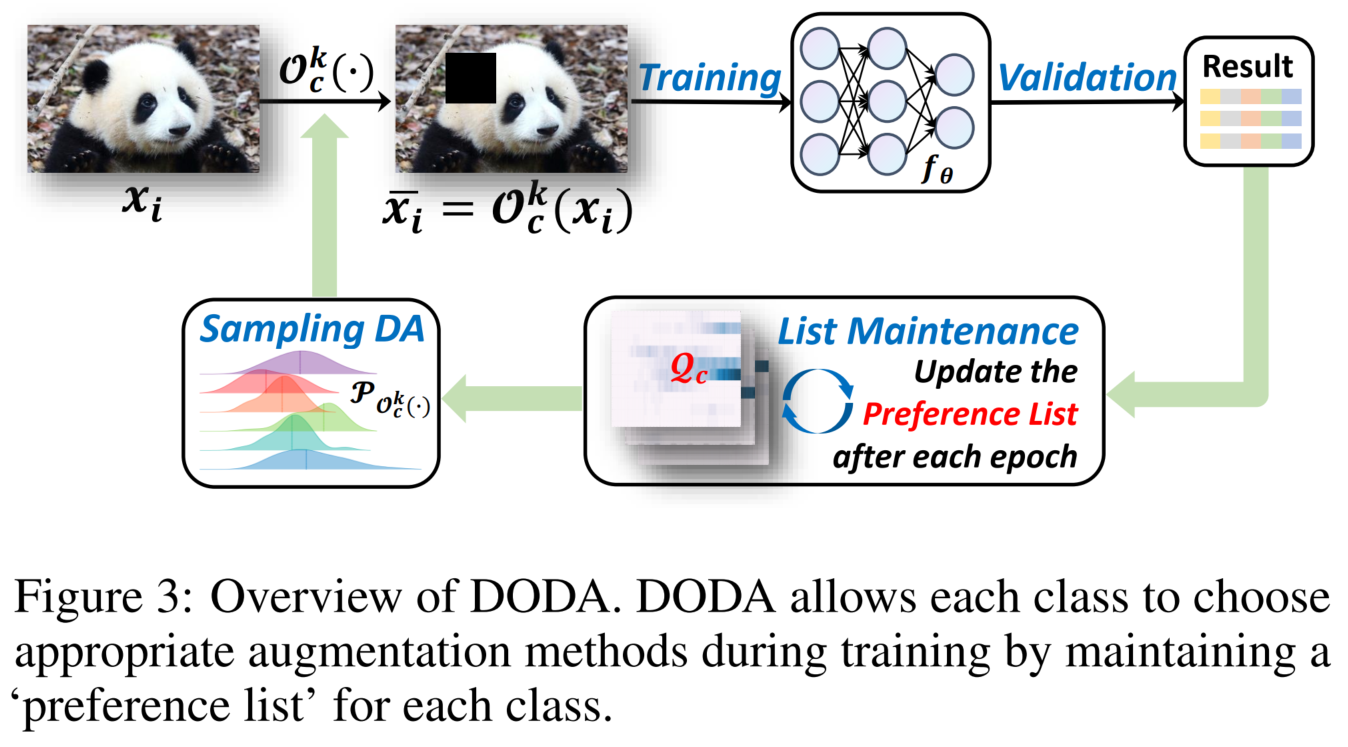 𝒪ₖᶜ(·)
Training
Validation
Result
f_θ
x_i
x̄_i = 𝒪_c^k(x_i)
Sampling DA
𝒫_{𝒪_c^k(·)}
𝒬_c
List Maintenance
Update the
Preference List
after each epoch
Figure 3: Overview of DODA. DODA allows each class to choose
appropriate augmentation methods during training by maintaining a
‘preference list’ for each class.